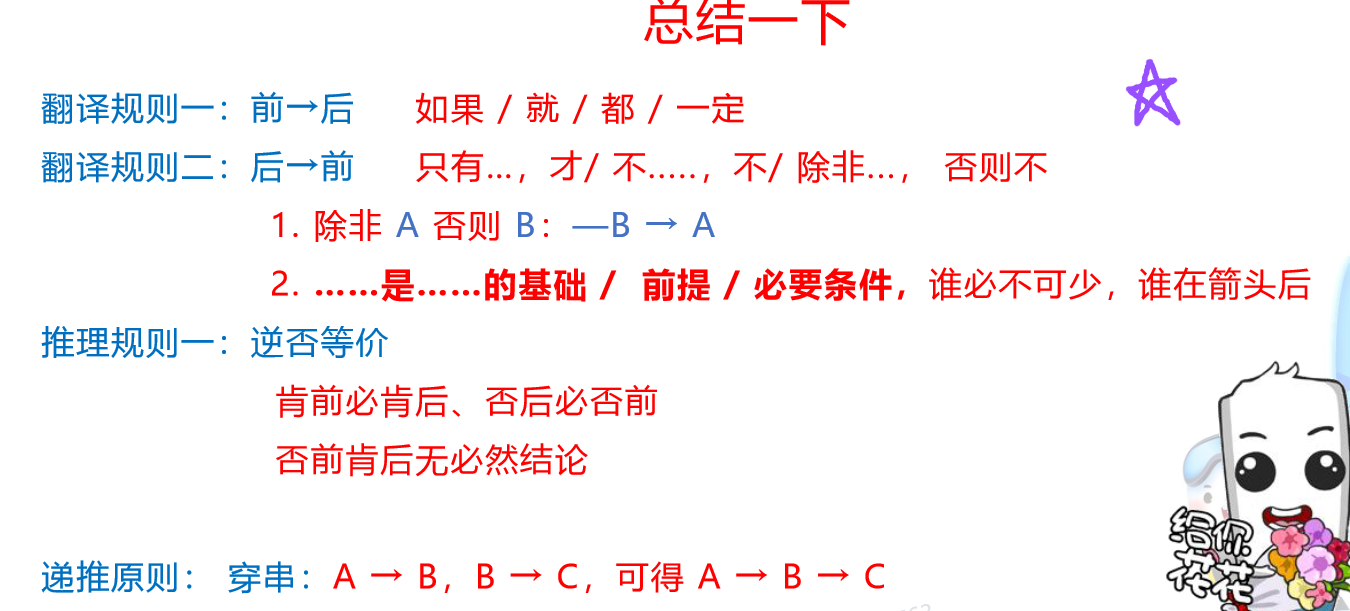 总结一下
翻译规则一：前→后 如果 / 就 / 都 / 一定
翻译规则二：后→前 只有…，才/ 不…..，不/ 除非…， 否则不
1. 除非 A 否则 B：—B → A
2. ……是……的基础 / 前提 / 必要条件，谁必不可少，谁在箭头后
推理规则一：逆否等价
肯前必肯后、否后必否前
否前肯后无必然结论
递推原则： 穿串：A → B，B → C，可得 A → B → C
给你
花花